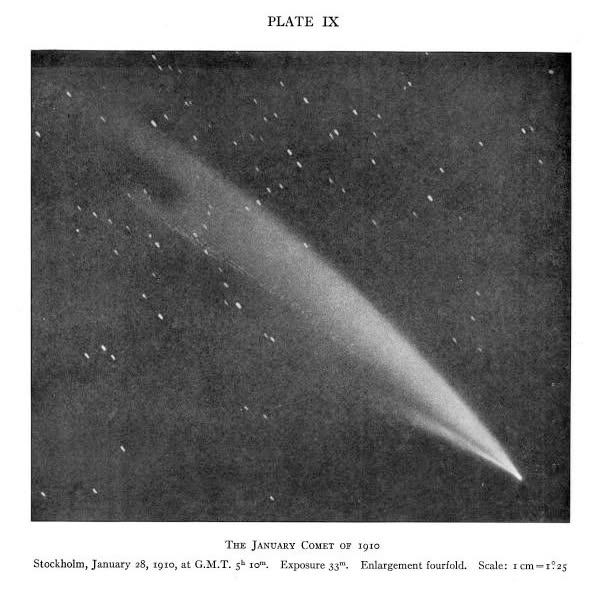 PLATE IX
THE JANUARY COMET OF 1910
Stockholm, January 28, 1910, at G.M.T. 5ʰ 10ᵐ. Exposure 33ᵐ. Enlargement fourfold. Scale: 1 cm = 1°.25